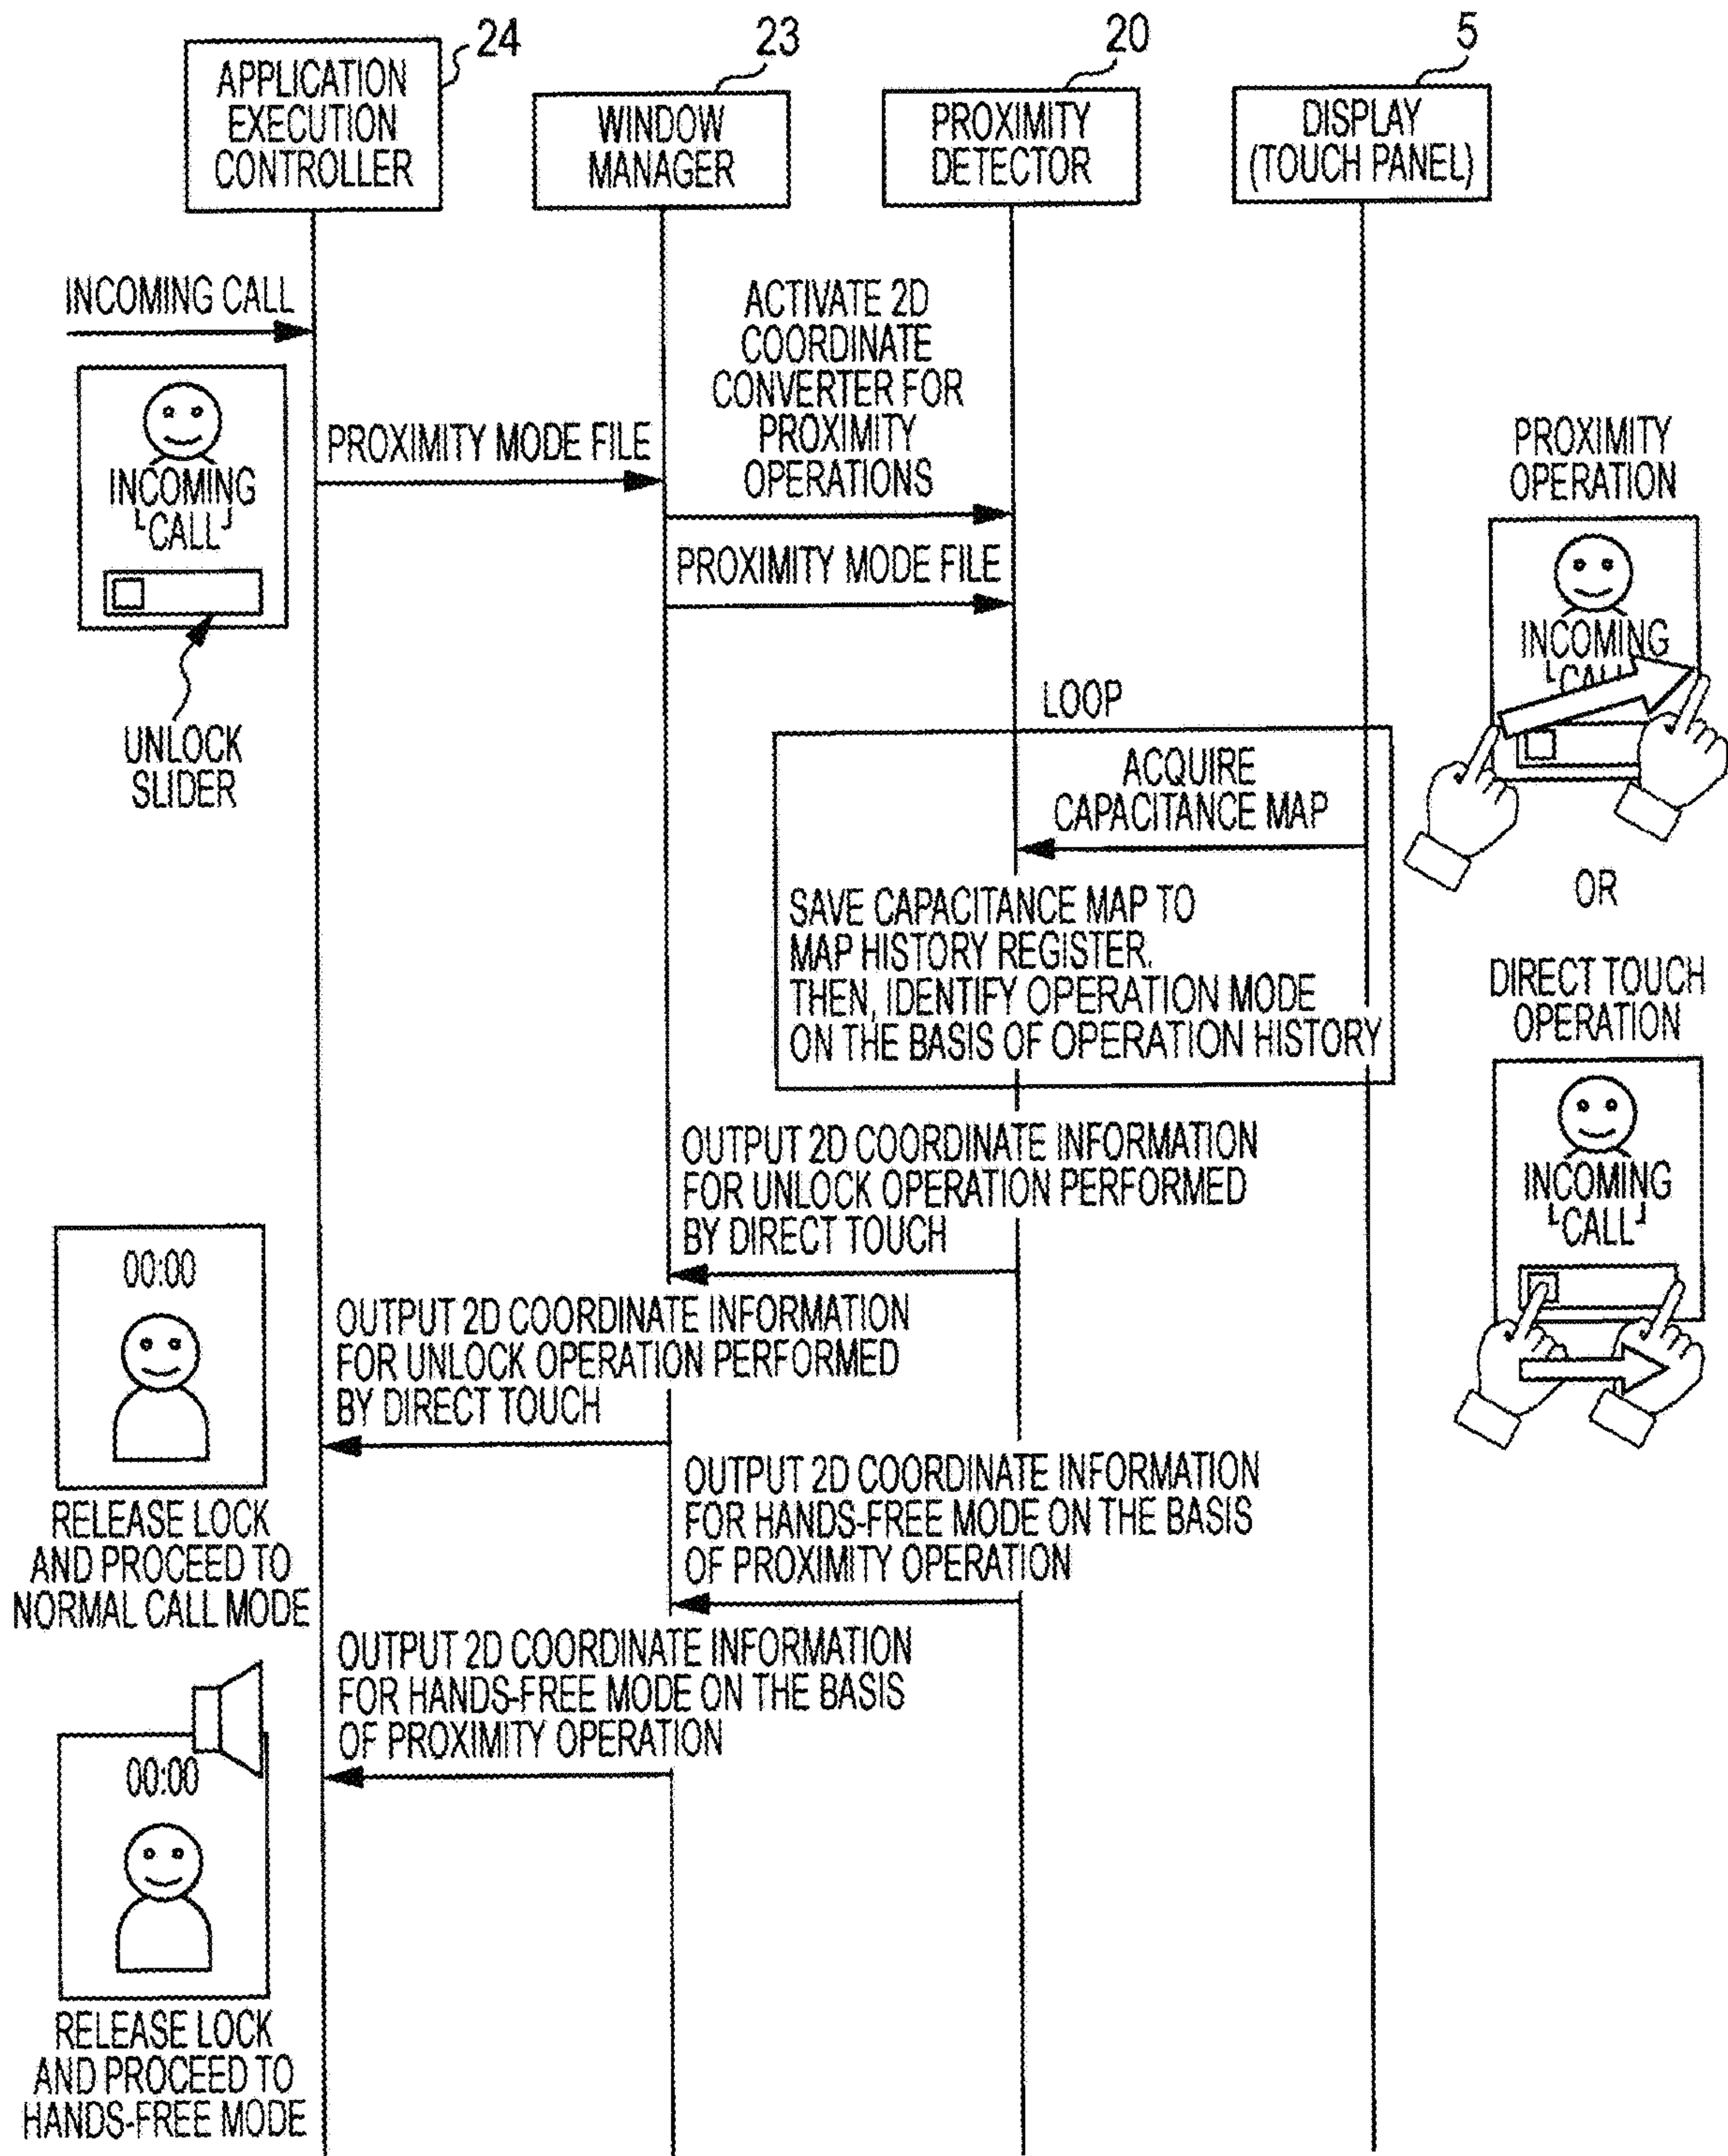 24
23
20
5
APPLICATION
EXECUTION
CONTROLLER
WINDOW
MANAGER
PROXIMITY
DETECTOR
DISPLAY
(TOUCH PANEL)
INCOMING CALL
INCOMING
└CALL┘
UNLOCK
SLIDER
PROXIMITY MODE FILE
ACTIVATE 2D
COORDINATE
CONVERTER FOR
PROXIMITY
OPERATIONS
PROXIMITY MODE FILE
PROXIMITY
OPERATION
INCOMING
└CALL
LOOP
ACQUIRE
CAPACITANCE MAP
SAVE CAPACITANCE MAP TO
MAP HISTORY REGISTER.
THEN, IDENTIFY OPERATION MODE
ON THE BASIS OF OPERATION HISTORY
OR
DIRECT TOUCH
OPERATION
INCOMING
└CALL┘
OUTPUT 2D COORDINATE INFORMATION
FOR UNLOCK OPERATION PERFORMED
BY DIRECT TOUCH
00:00
RELEASE LOCK
AND PROCEED TO
NORMAL CALL MODE
OUTPUT 2D COORDINATE INFORMATION
FOR UNLOCK OPERATION PERFORMED
BY DIRECT TOUCH
OUTPUT 2D COORDINATE INFORMATION
FOR HANDS-FREE MODE ON THE BASIS
OF PROXIMITY OPERATION
OUTPUT 2D COORDINATE INFORMATION
FOR HANDS-FREE MODE ON THE BASIS
OF PROXIMITY OPERATION
00:00
RELEASE LOCK
AND PROCEED TO
HANDS-FREE MODE